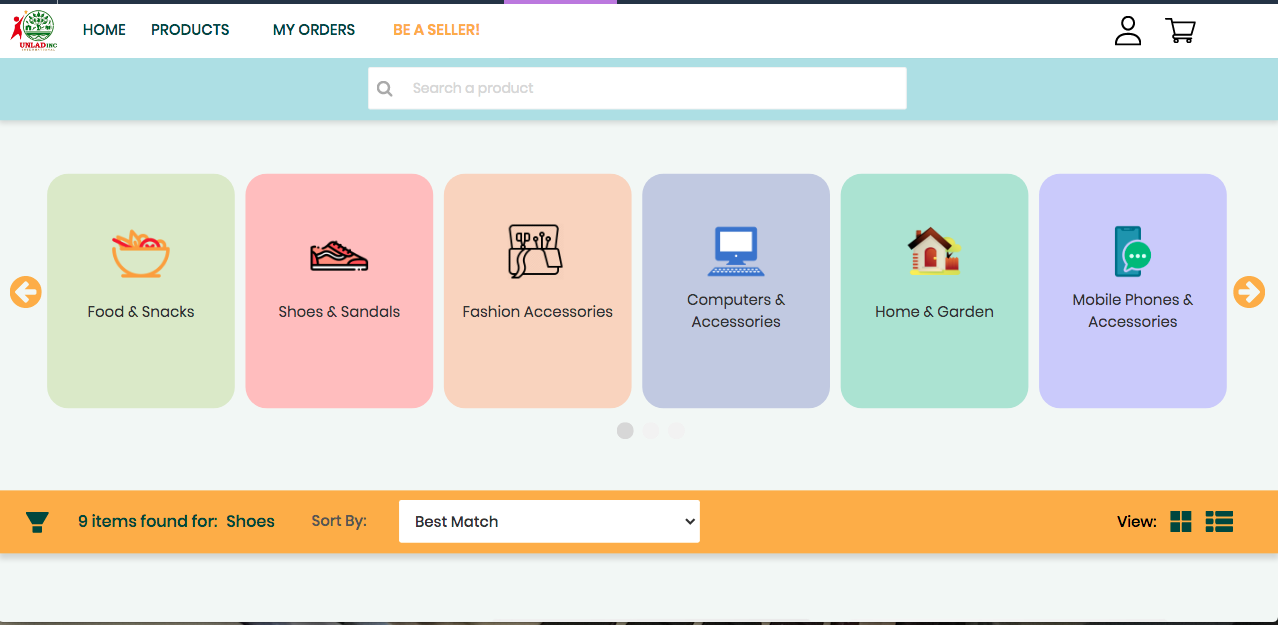 UNLAD INC
INTERNATIONAL
HOME
PRODUCTS
MY ORDERS
BE A SELLER!
Search a product
Food & Snacks
Shoes & Sandals
Fashion Accessories
Computers &
Accessories
Home & Garden
Mobile Phones &
Accessories
9 items found for: Shoes
Sort By:
Best Match
View: